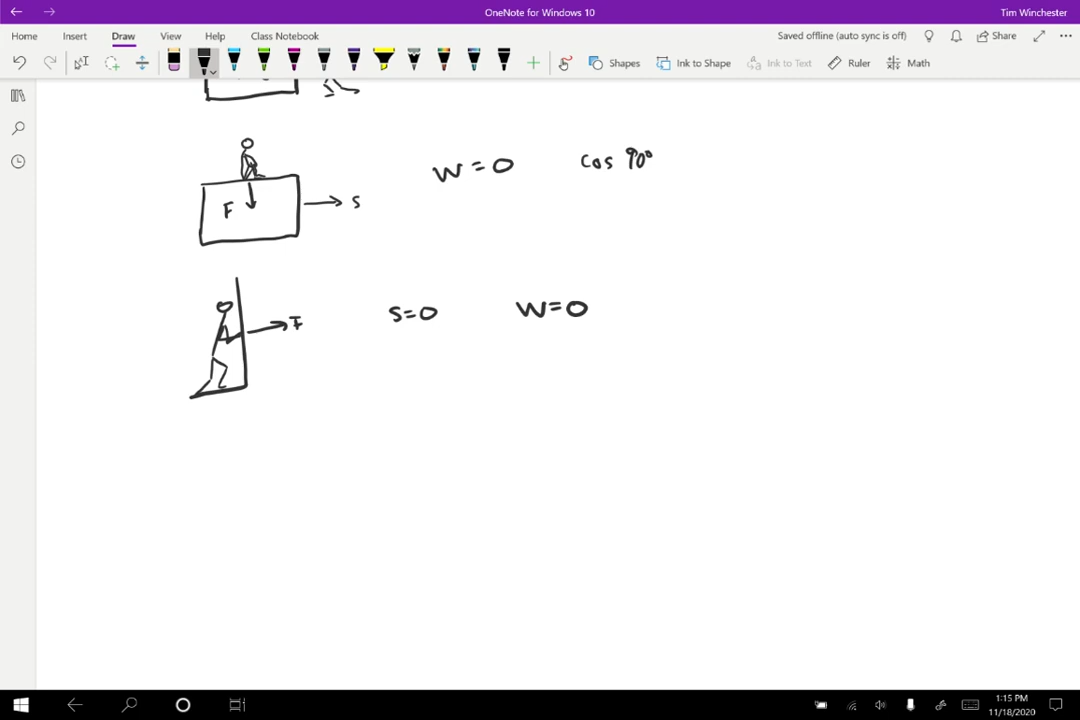 OneNote for Windows 10
Tim Winchester
Home Insert Draw View Help Class Notebook
Saved offline (auto sync is off) Share
Shapes Ink to Shape Ink to Text Ruler Math
W = 0 cos 90°
F
S
F
S=0 W=0
1:15 PM
11/18/2020